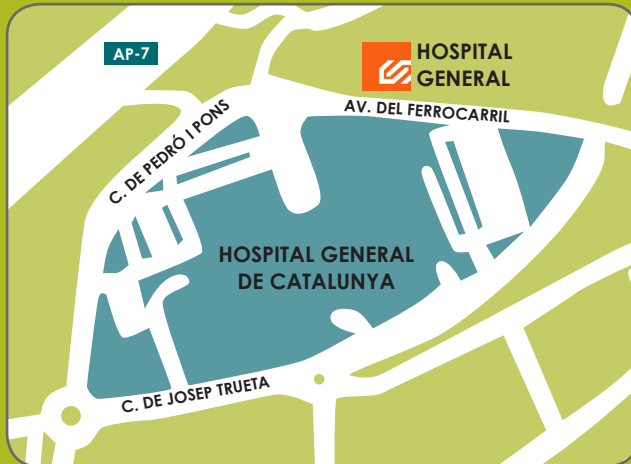 AP-7
HOSPITAL
GENERAL
AV. DEL FERROCARRIL
C. DE PEDRÓ I PONS
HOSPITAL GENERAL
DE CATALUNYA
C. DE JOSEP TRUETA